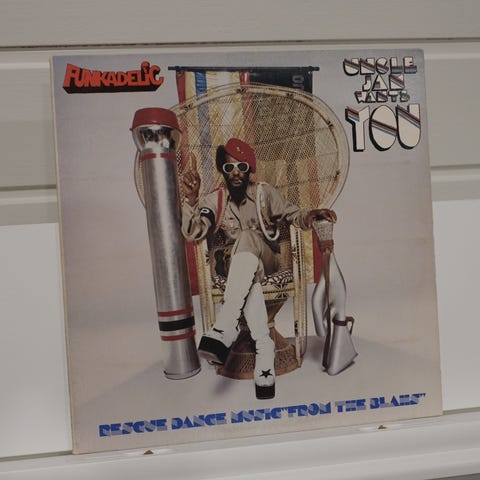 FUNKADELIC
UNCLE
JAM
WANTS
YOU
RESCUE DANCE MUSIC "FROM THE BLAHS"